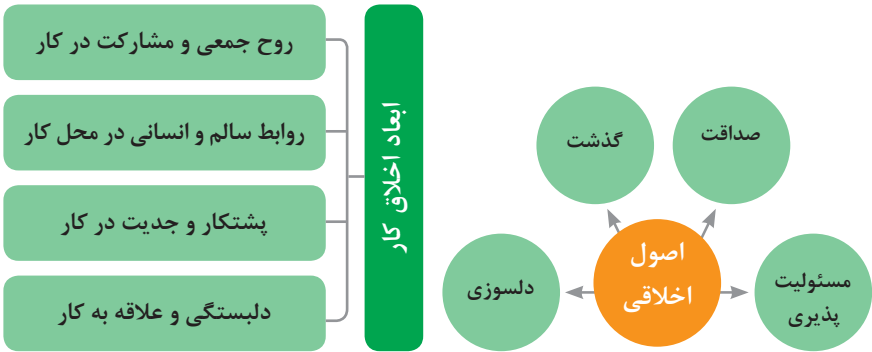 اصول
اخلاقی
صداقت
گذشت
مسئولیت
پذیری
دلسوزی
ابعاد اخلاق کار
روح جمعی و مشارکت در کار
روابط سالم و انسانی در محل کار
پشتکار و جدیت در کار
دلبستگی و علاقه به کار